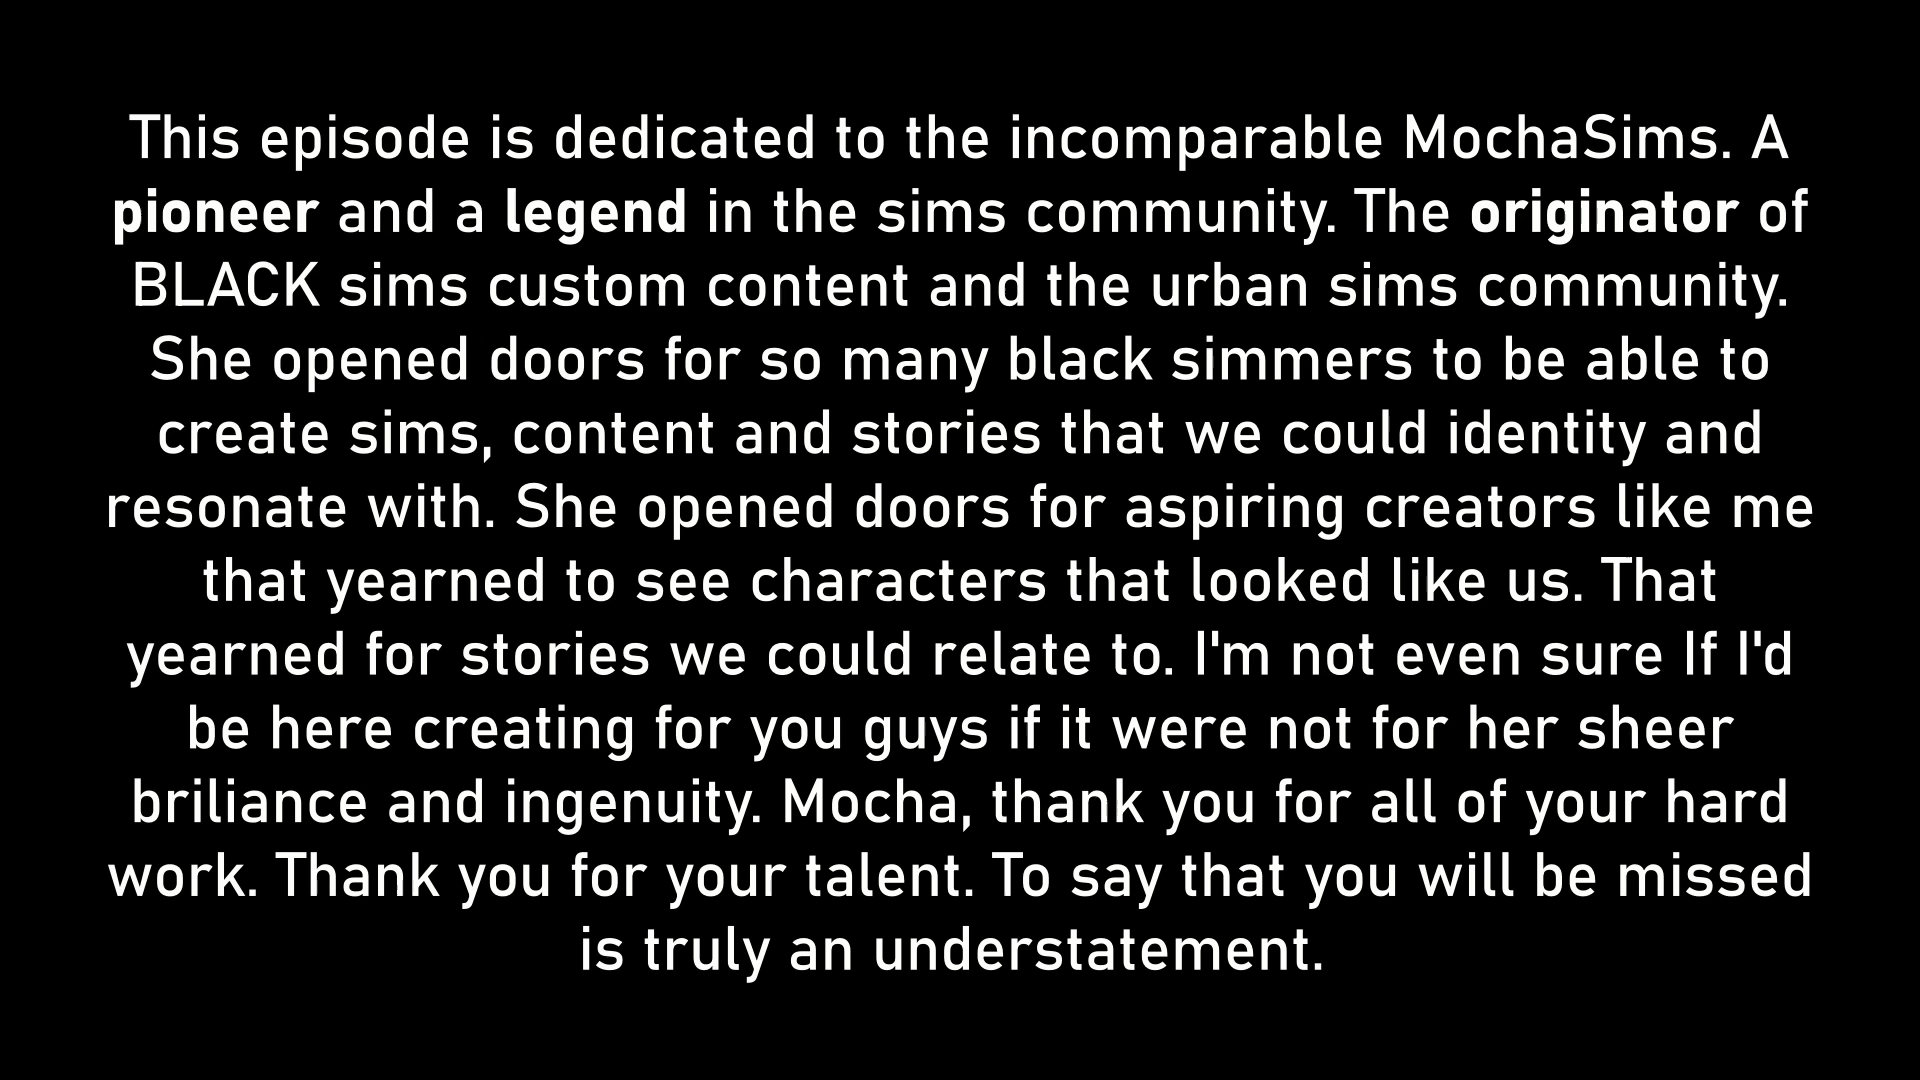 This episode is dedicated to the incomparable MochaSims. A
pioneer and a legend in the sims community. The originator of
BLACK sims custom content and the urban sims community.
She opened doors for so many black simmers to be able to
create sims, content and stories that we could identity and
resonate with. She opened doors for aspiring creators like me
that yearned to see characters that looked like us. That
yearned for stories we could relate to. I'm not even sure If I'd
be here creating for you guys if it were not for her sheer
briliance and ingenuity. Mocha, thank you for all of your hard
work. Thank you for your talent. To say that you will be missed
is truly an understatement.